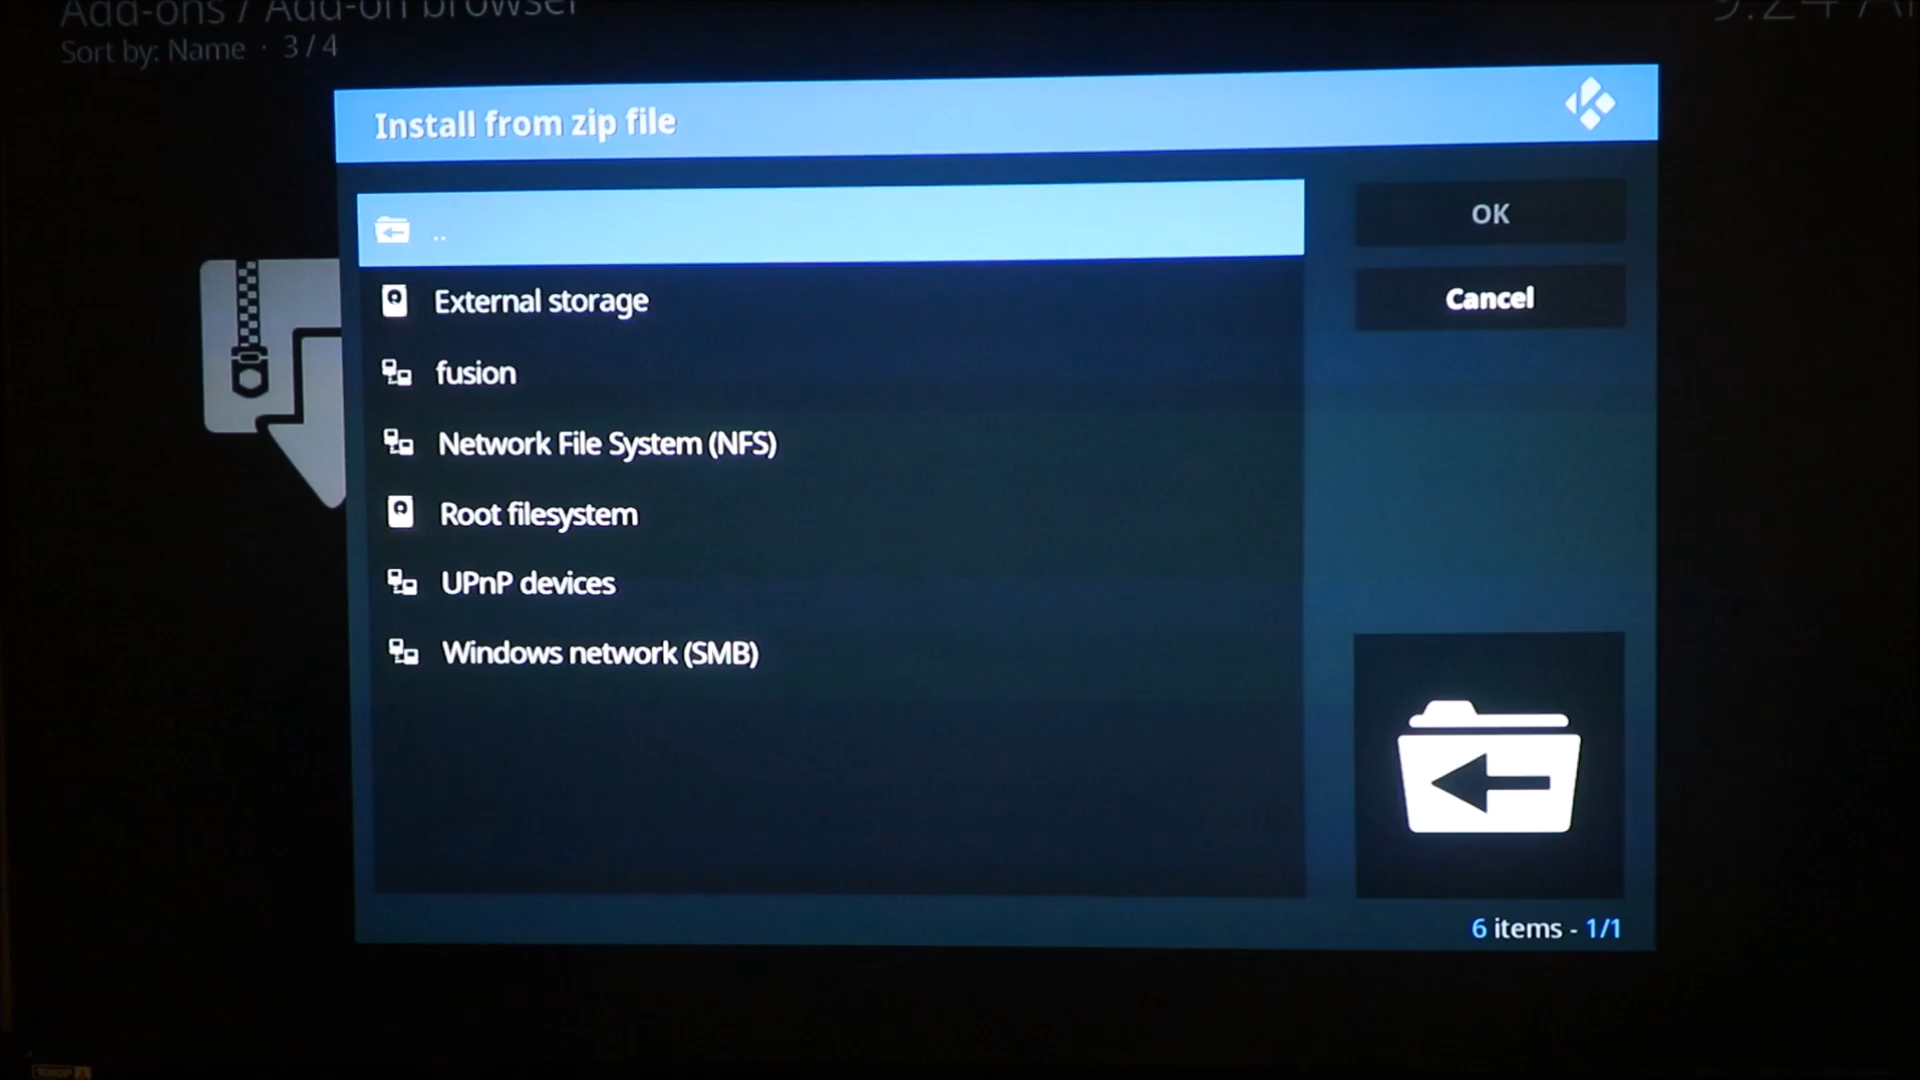 Add-ons / Add-on browser
Sort by: Name · 3 / 4
Install from zip file
..
External storage
fusion
Network File System (NFS)
Root filesystem
UPnP devices
Windows network (SMB)
OK
Cancel
6 items - 1/1